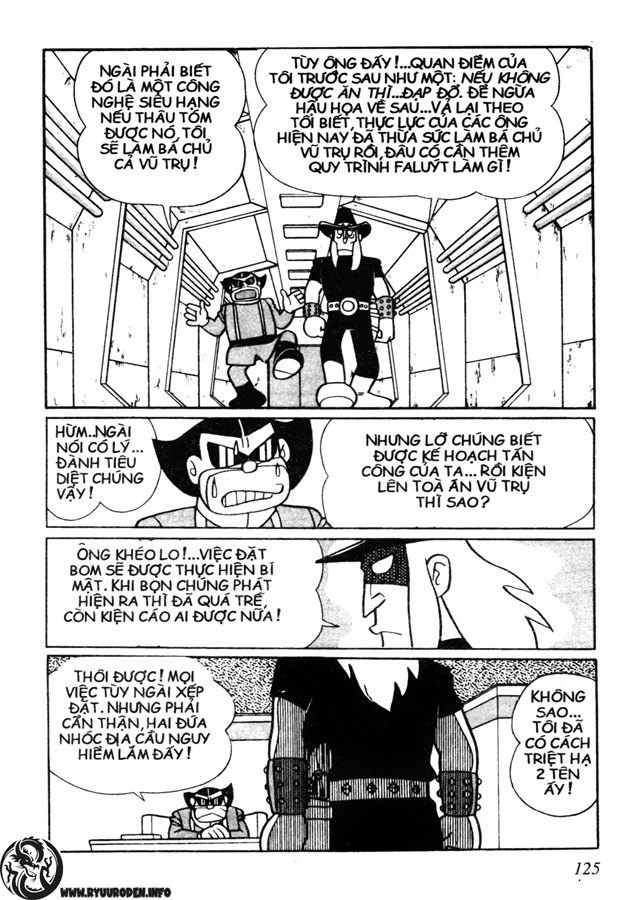 NGÀI PHẢI BIẾT
ĐÓ LÀ MỘT CÔNG
NGHỆ SIÊU HẠNG
NẾU THÂU TÓM
ĐƯỢC NÓ, TÔI
SẼ LÀM BÁ CHỦ
CẢ VŨ TRỤ!
TÙY ÔNG ĐẤY!...QUAN ĐIỂM CỦA
TÔI TRƯỚC SAU NHƯ MỘT: NẾU KHÔNG
ĐƯỢC ĂN THÌ...ĐẠP ĐỔ. ĐỂ NGỪA
HẬU HỌA VỀ SAU...VẢ LẠI THEO
TÔI BIẾT, THỰC LỰC CỦA CÁC ÔNG
HIỆN NAY ĐÃ THỪA SỨC LÀM BÁ CHỦ
VŨ TRỤ RỒI, ĐÂU CÓ CẦN THÊM
QUY TRÌNH FALUÝT LÀM GÌ!
HỪM..NGÀI
NÓI CÓ LÝ...
ĐÀNH TIÊU
DIỆT CHÚNG
VẬY!
NHƯNG LỠ CHÚNG BIẾT
ĐƯỢC KẾ HOẠCH TẤN
CÔNG CỦA TA... RỒI KIỆN
LÊN TOÀ ÁN VŨ TRỤ
THÌ SAO?
ÔNG KHÉO LO!...VIỆC ĐẶT
BOM SẼ ĐƯỢC THỰC HIỆN BÍ
MẬT. KHI BỌN CHÚNG PHÁT
HIỆN RA THÌ ĐÃ QUÁ TRỄ,
CÒN KIỆN CÁO AI ĐƯỢC NỮA!
THÔI ĐƯỢC! MỌI
VIỆC TÙY NGÀI XẾP
ĐẶT. NHƯNG PHẢI
CẨN THẬN, HAI ĐỨA
NHÓC ĐỊA CẦU NGUY
HIỂM LẮM ĐẤY!
KHÔNG
SAO...
TÔI ĐÃ
CÓ CÁCH
TRIỆT HẠ
2 TÊN
ẤY!
125
WWW.RYUURODEN.INFO